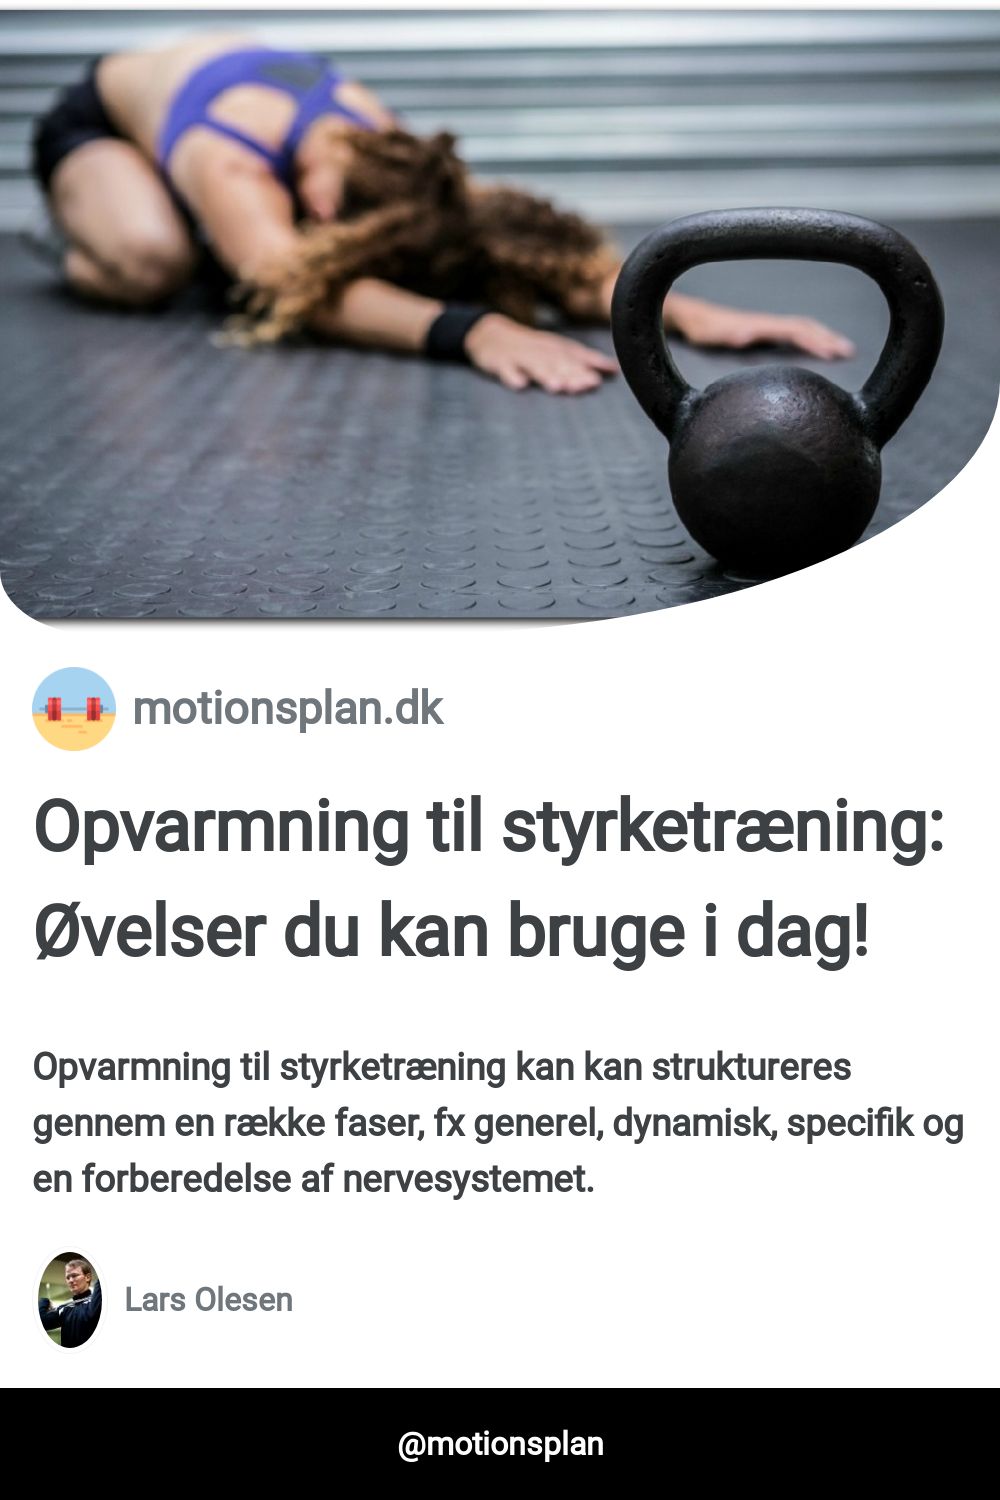 motionsplan.dk
Opvarmning til styrketræning:
Øvelser du kan bruge i dag!
Opvarmning til styrketræning kan kan struktureres
gennem en række faser, fx generel, dynamisk, specifik og
en forberedelse af nervesystemet.
Lars Olesen
@motionsplan